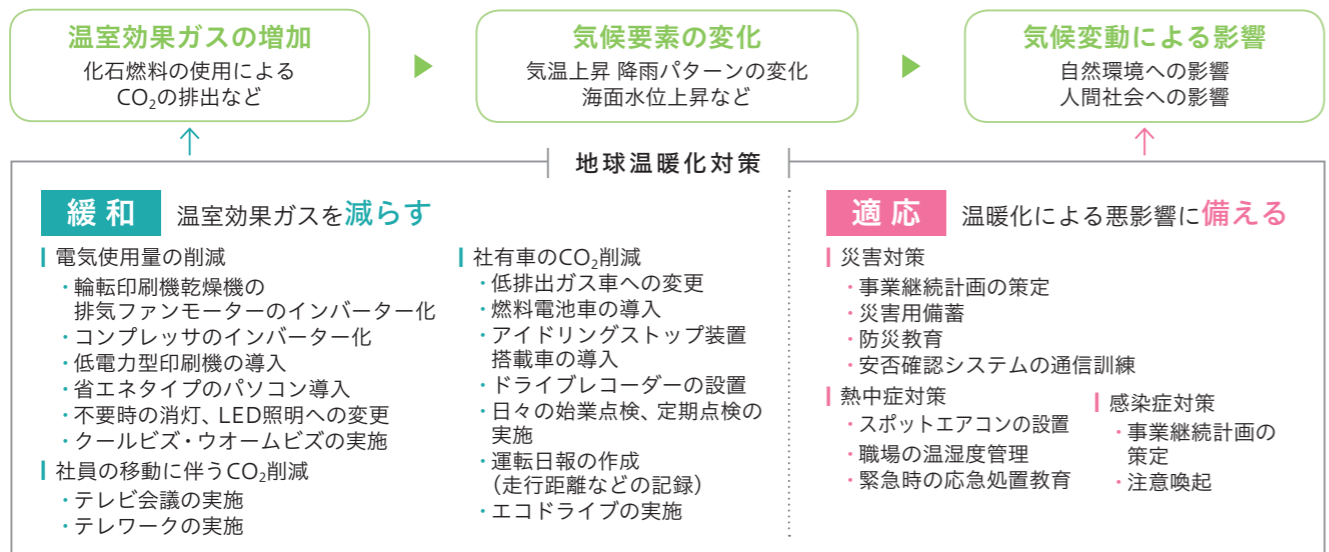 温室効果ガスの増加
化石燃料の使用による
CO₂の排出など
気候要素の変化
気温上昇 降雨パターンの変化
海面水位上昇など
気候変動による影響
自然環境への影響
人間社会への影響
地球温暖化対策
緩和 温室効果ガスを減らす
電気使用量の削減
・輪転印刷機乾燥機の
排気ファンモーターのインバーター化
・コンプレッサのインバーター化
・低電力型印刷機の導入
・省エネタイプのパソコン導入
・不要時の消灯、LED照明への変更
・クールビズ・ウオームビズの実施
社員の移動に伴うCO₂削減
・テレビ会議の実施
・テレワークの実施
社有車のCO₂削減
・低排出ガス車への変更
・燃料電池車の導入
・アイドリングストップ装置
搭載車の導入
・ドライブレコーダーの設置
・日々の始業点検、定期点検の
実施
・運転日報の作成
（走行距離などの記録）
・エコドライブの実施
適応 温暖化による悪影響に備える
災害対策
・事業継続計画の策定
・災害用備蓄
・防災教育
・安否確認システムの通信訓練
熱中症対策
・スポットエアコンの設置
・職場の温湿度管理
・緊急時の応急処置教育
感染症対策
・事業継続計画の
策定
・注意喚起